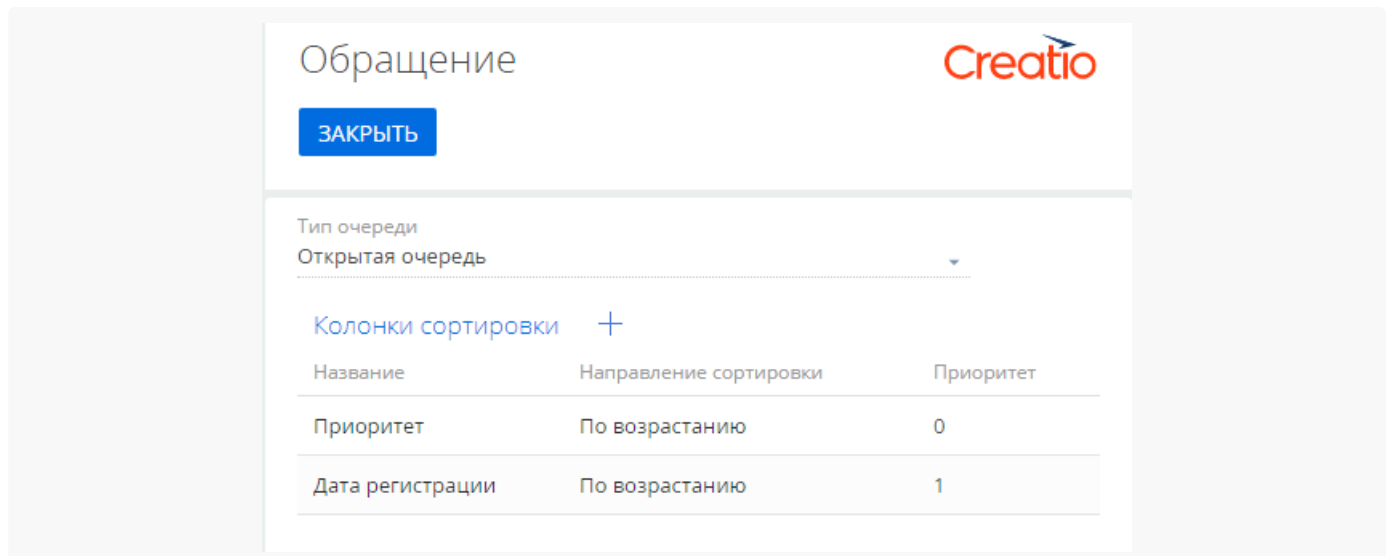 Обращение
Creatio
ЗАКРЫТЬ
Тип очереди
Открытая очередь
Колонки сортировки
Название Направление сортировки Приоритет
Приоритет По возрастанию 0
Дата регистрации По возрастанию 1